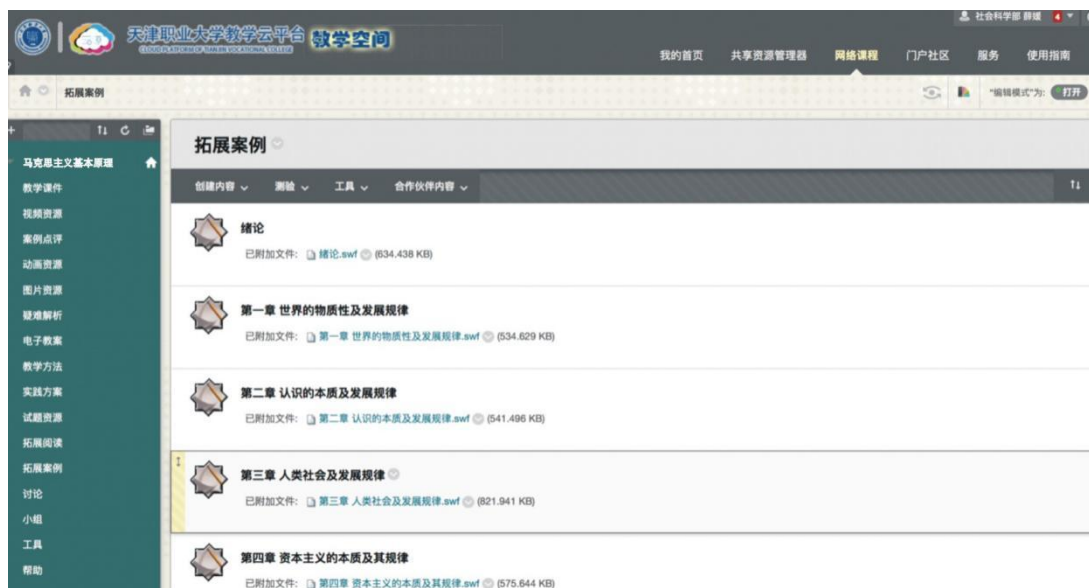 社会科学部 薛媛 4
天津职业大学教学云平台 教学空间
CLOUD PLATFORM OF TIANJIN VOCATIONAL COLLEGE
我的首页 共享资源管理器 网络课程 门户社区 服务 使用指南
拓展案例 "编辑模式"为: 打开
马克思主义基本原理
教学课件
视频资源
案例点评
动画资源
图片资源
疑难解析
电子教案
教学方法
实践方案
试题资源
拓展阅读
拓展案例
讨论
小组
工具
帮助
拓展案例
创建内容 测验 工具 合作伙伴内容
绪论
已附加文件: 绪论.swf (634.438 KB)
第一章 世界的物质性及发展规律
已附加文件: 第一章 世界的物质性及发展规律.swf (534.629 KB)
第二章 认识的本质及发展规律
已附加文件: 第二章 认识的本质及发展规律.swf (541.496 KB)
第三章 人类社会及发展规律
已附加文件: 第三章 人类社会及发展规律.swf (821.941 KB)
第四章 资本主义的本质及其规律
已附加文件: 第四章 资本主义的本质及其规律.swf (575.644 KB)